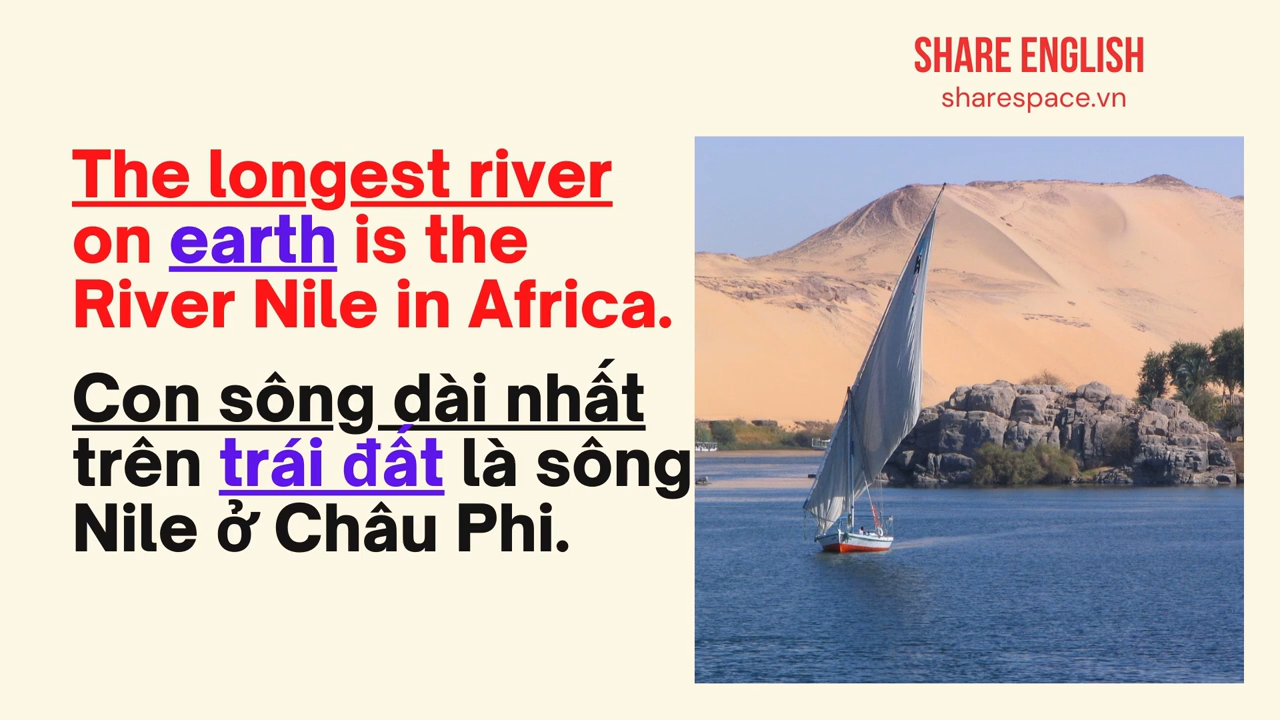 SHARE ENGLISH
sharespace.vn
The longest river
on earth is the
River Nile in Africa.
Con sông dài nhất
trên trái đất là sông
Nile ở Châu Phi.